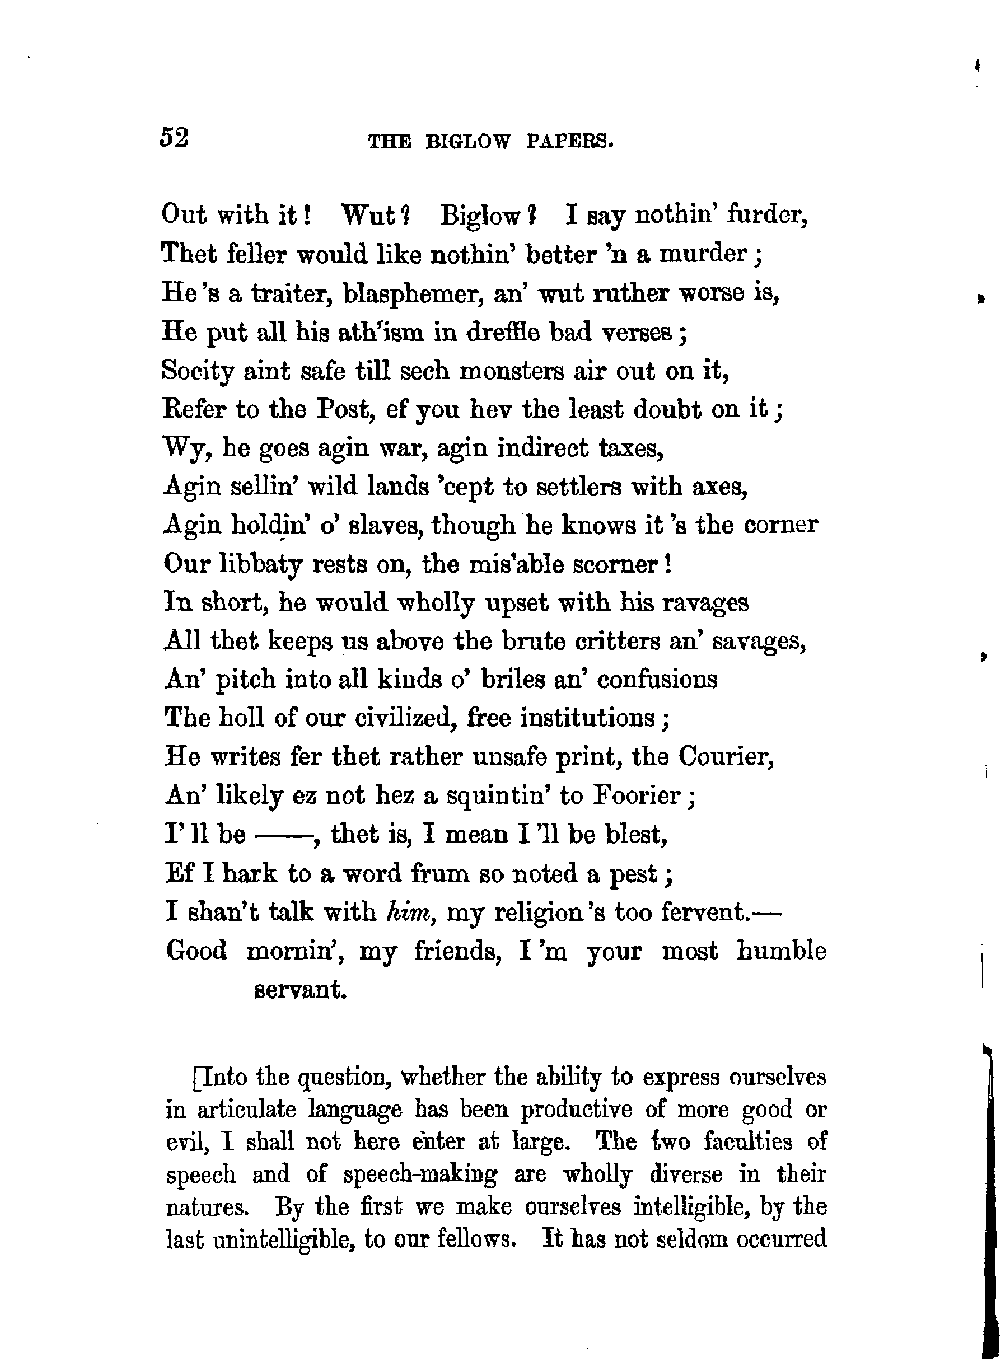 52 THE BIGLOW PAPERS.
Out with it! Wut? Biglow? I say nothin' furder,
Thet feller would like nothin' better 'n a murder;
He 's a traiter, blasphemer, an' wut ruther worse is,
He put all his ath'ism in dreffle bad verses;
Socity aint safe till sech monsters air out on it,
Refer to the Post, ef you hev the least doubt on it;
Wy, he goes agin war, agin indirect taxes,
Agin sellin' wild lands 'cept to settlers with axes,
Agin holdin' o' slaves, though he knows it 's the corner
Our libbaty rests on, the mis'able scorner!
In short, he would wholly upset with his ravages
All thet keeps us above the brute critters an' savages,
An' pitch into all kinds o' briles an' confusions
The holl of our civilized, free institutions;
He writes fer thet rather unsafe print, the Courier,
An' likely ez not hez a squintin' to Foorier;
I' ll be ——, thet is, I mean I 'll be blest,
Ef I hark to a word frum so noted a pest;
I shan't talk with him, my religion 's too fervent.—
Good mornin', my friends, I 'm your most humble
servant.
[Into the question, whether the ability to express ourselves
in articulate language has been productive of more good or
evil, I shall not here enter at large. The two faculties of
speech and of speech-making are wholly diverse in their
natures. By the first we make ourselves intelligible, by the
last unintelligible, to our fellows. It has not seldom occurred